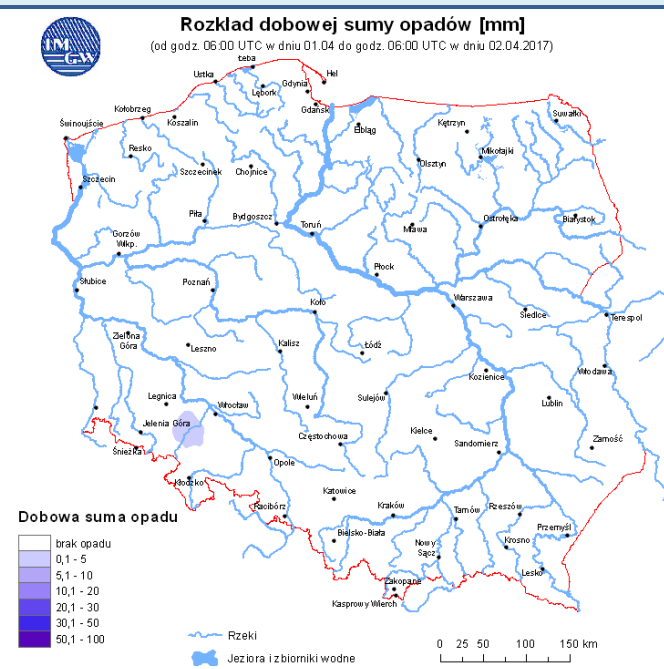 Rozkład dobowej sumy opadów [mm]
(od godz. 06:00 UTC w dniu 01.04 do godz. 06:00 UTC w dniu 02.04.2017)
IM
GW
Łeba
Hel
Ustka
Gdynia
Lębork
Gdańsk
Kołobrzeg
Koszalin
Świnoujście
Elbląg
Kętrzyn
Suwałki
Resko
Szczecinek
Chojnice
Olsztyn
Mikołajki
Szczecin
Piła
Bydgoszcz
Toruń
Mława
Ostrołęka
Białystok
Gorzów
Wlkp.
Płock
Słubice
Poznań
Koło
Warszawa
Siedlce
Terespol
Zielona
Góra
Leszno
Kalisz
Łódź
Kozienice
Włodawa
Legnica
Wrocław
Wieluń
Sulejów
Lublin
Jelenia Góra
Śnieżka
Częstochowa
Kielce
Sandomierz
Zamość
Opole
Kłodzko
Katowice
Racibórz
Kraków
Tarnów
Rzeszów
Przemyśl
Bielsko-Biała
Nowy
Sącz
Krosno
Lesko
Zakopane
Kasprowy Wierch
Dobowa suma opadu
brak opadu
0,1 - 5
5,1 - 10
10,1 - 20
20,1 - 30
30,1 - 50
50,1 - 100
Rzeki
Jeziora i zbiorniki wodne
0 25 50 100 150 km